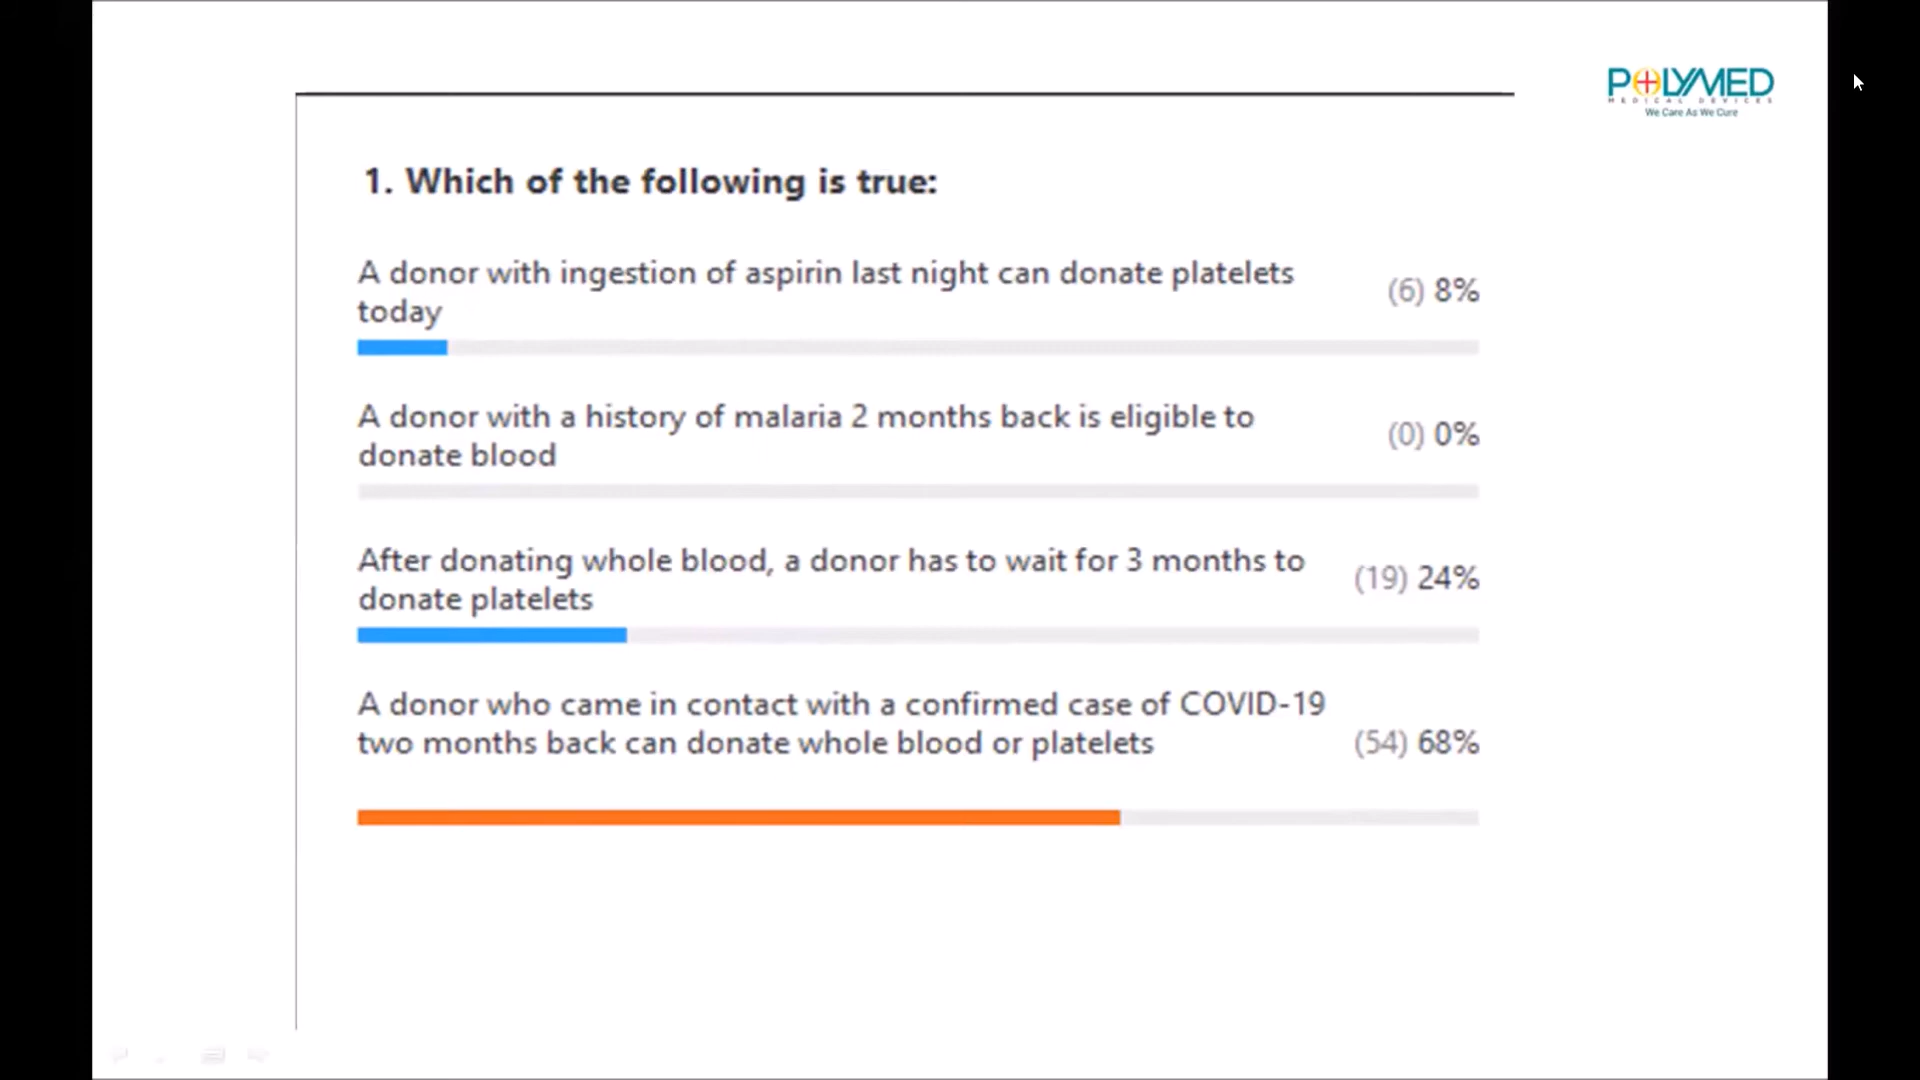 POLYMED
MEDICAL DEVICES
We Care As We Cure
1. Which of the following is true:
A donor with ingestion of aspirin last night can donate platelets
today
(6) 8%
A donor with a history of malaria 2 months back is eligible to
donate blood
(0) 0%
After donating whole blood, a donor has to wait for 3 months to
donate platelets
(19) 24%
A donor who came in contact with a confirmed case of COVID-19
two months back can donate whole blood or platelets
(54) 68%